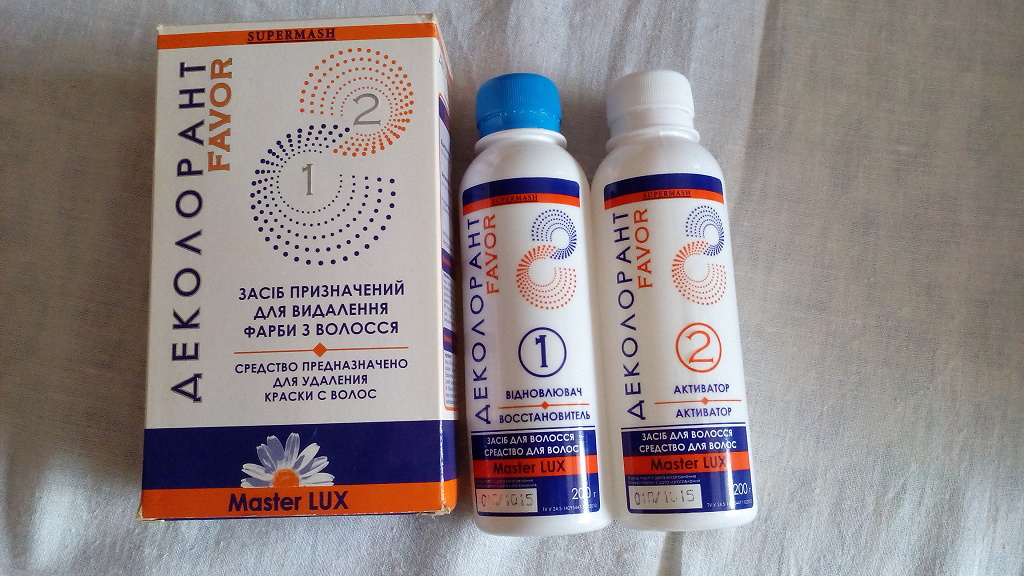 SUPERMASH
ДЕКОЛОРАНТ
FAVOR
2
1
ЗАСІБ ПРИЗНАЧЕНИЙ
ДЛЯ ВИДАЛЕННЯ
ФАРБИ З ВОЛОССЯ
СРЕДСТВО ПРЕДНАЗНАЧЕНО
ДЛЯ УДАЛЕНИЯ
КРАСКИ С ВОЛОС
Master LUX
SUPERMASH
ДЕКОЛОРАНТ
FAVOR
1
ВІДНОВЛЮВАЧ
ВОССТАНОВИТЕЛЬ
ЗАСІБ ДЛЯ ВОЛОССЯ
СРЕДСТВО ДЛЯ ВОЛОС
Master LUX
200 г
SUPERMASH
ДЕКОЛОРАНТ
FAVOR
2
АКТИВАТОР
АКТИВАТОР
ЗАСІБ ДЛЯ ВОЛОССЯ
СРЕДСТВО ДЛЯ ВОЛОС
Master LUX
200 г